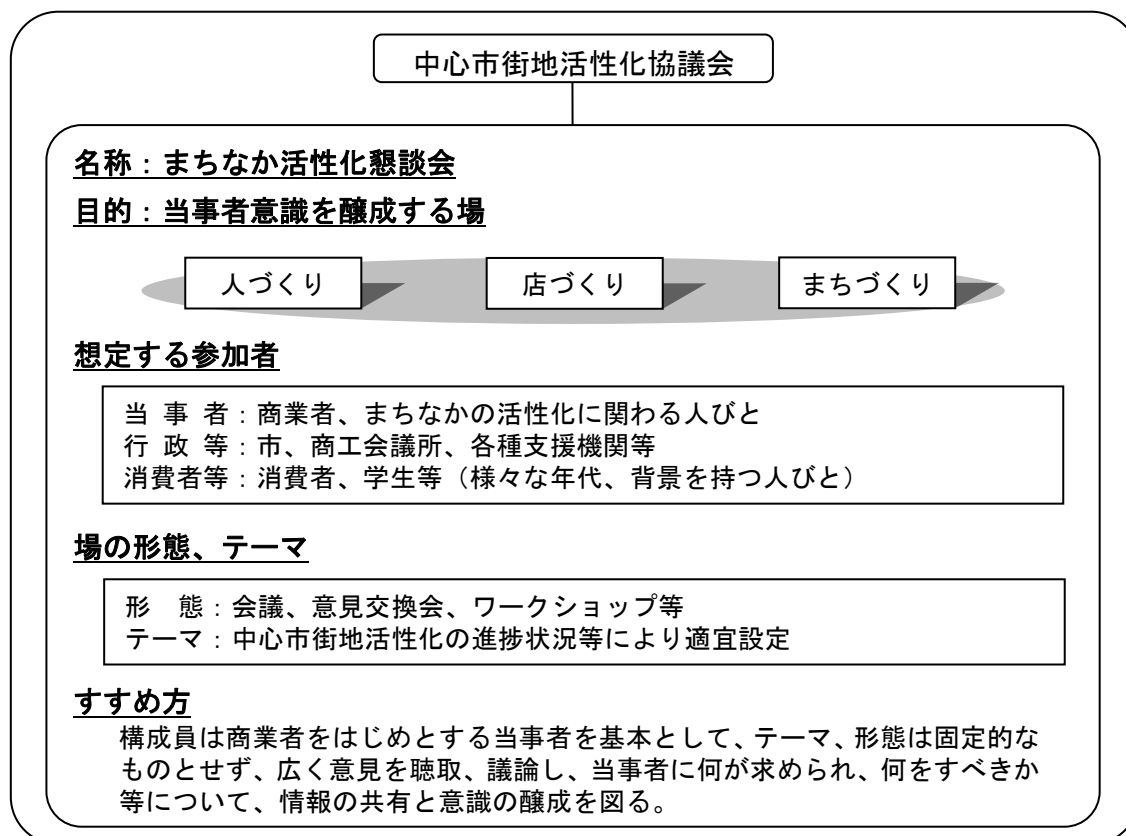 中心市街地活性化協議会
名称：まちなか活性化懇談会
目的：当事者意識を醸成する場
人づくり
店づくり
まちづくり
想定する参加者
当 事 者：商業者、まちなかの活性化に関わる人びと
行 政 等：市、商工会議所、各種支援機関等
消費者等：消費者、学生等（様々な年代、背景を持つ人びと）
場の形態、テーマ
形　態：会議、意見交換会、ワークショップ等
テーマ：中心市街地活性化の進捗状況等により適宜設定
すすめ方
構成員は商業者をはじめとする当事者を基本として、テーマ、形態は固定的な
ものとせず、広く意見を聴取、議論し、当事者に何が求められ、何をすべきか
等について、情報の共有と意識の醸成を図る。